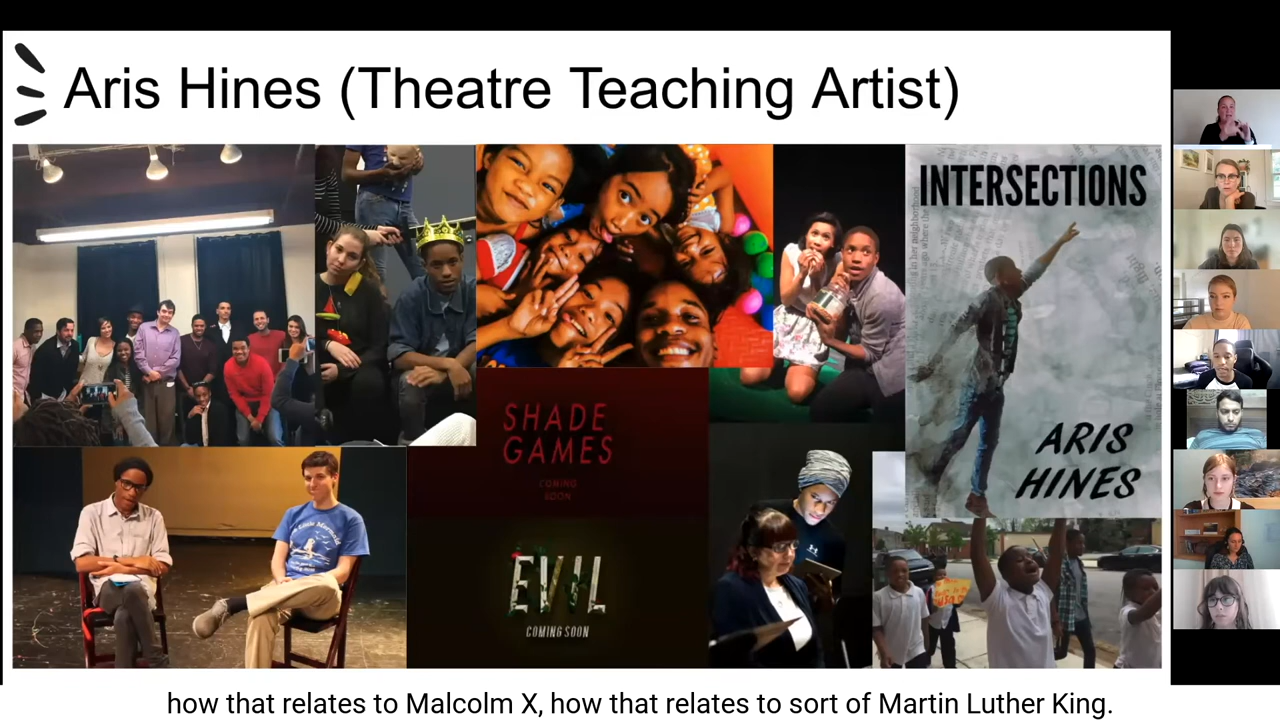 Aris Hines (Theatre Teaching Artist)
INTERSECTIONS
SHADE
GAMES
COMING
SOON
ARIS
HINES
EVIL
COMING SOON
how that relates to Malcolm X, how that relates to sort of Martin Luther King.